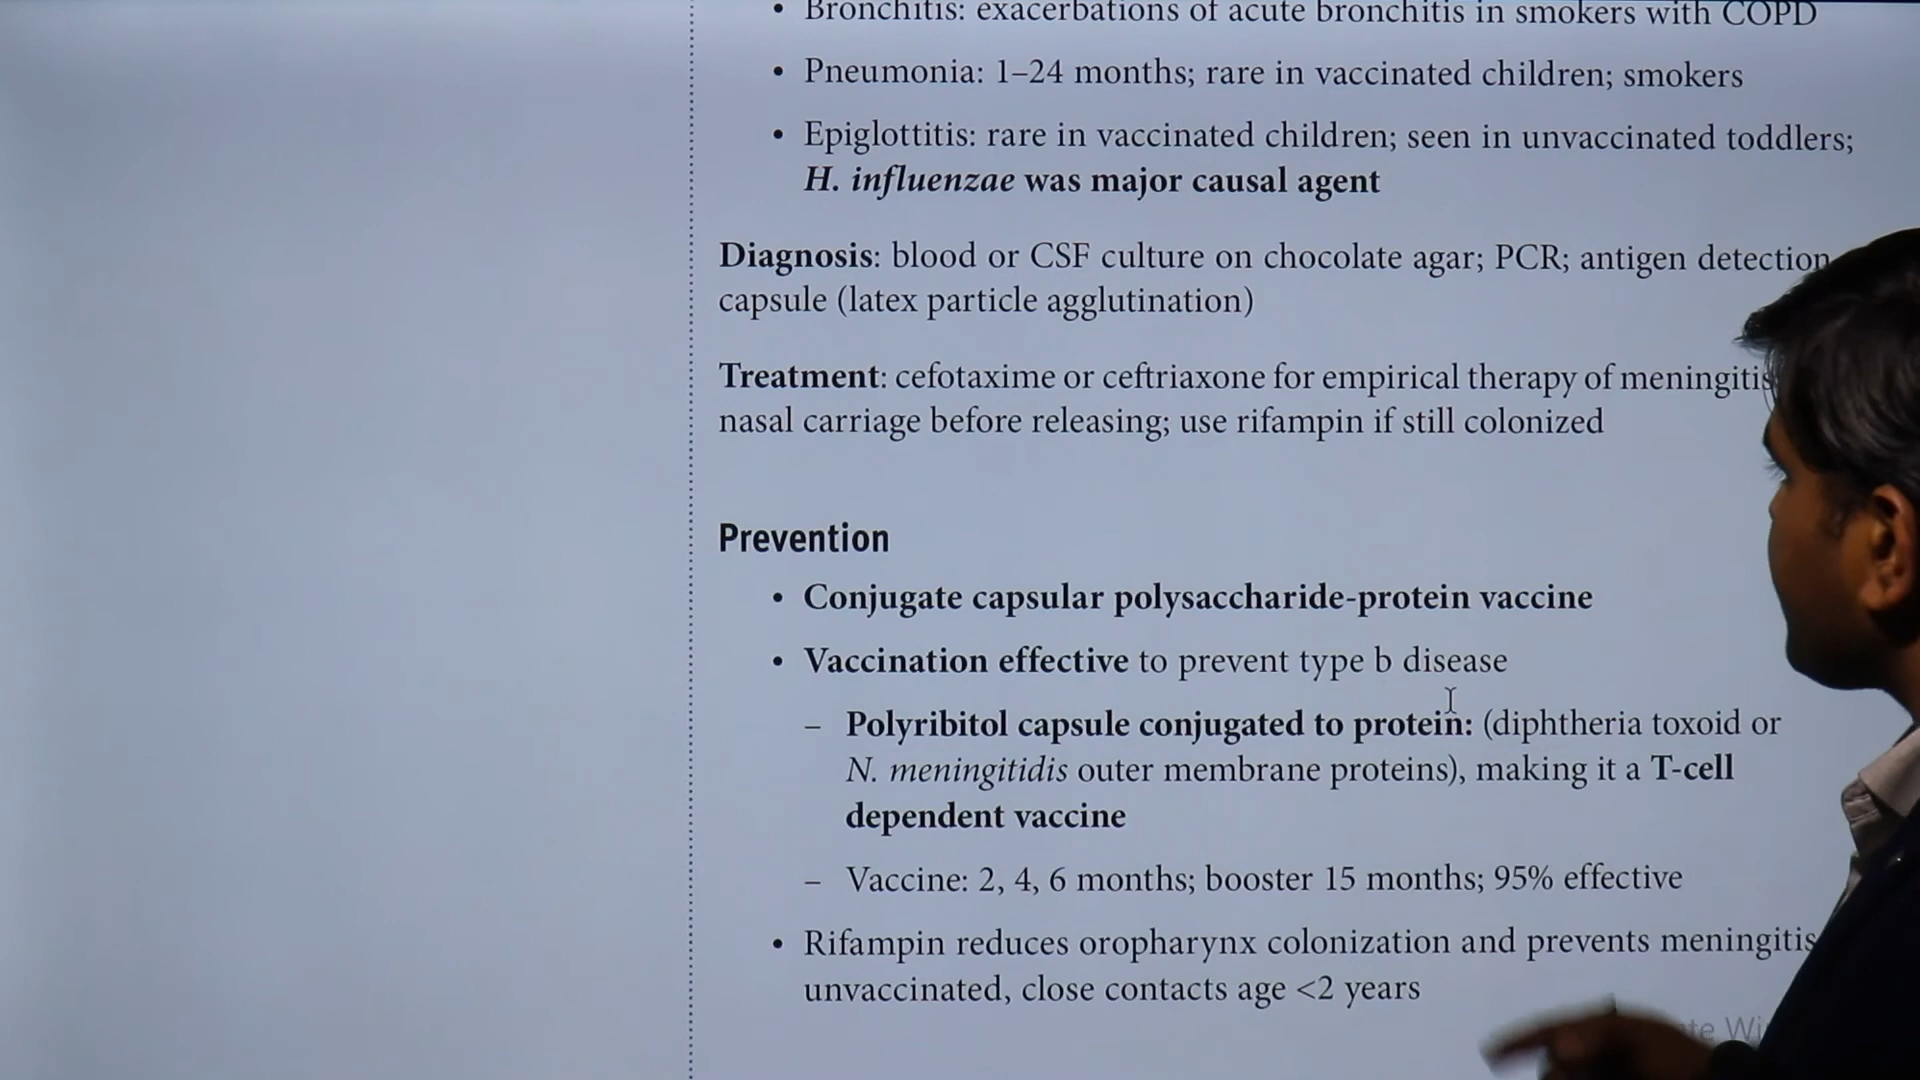 • Bronchitis: exacerbations of acute bronchitis in smokers with COPD
• Pneumonia: 1–24 months; rare in vaccinated children; smokers
• Epiglottitis: rare in vaccinated children; seen in unvaccinated toddlers;
H. influenzae was major causal agent
Diagnosis: blood or CSF culture on chocolate agar; PCR; antigen detection
capsule (latex particle agglutination)
Treatment: cefotaxime or ceftriaxone for empirical therapy of meningitis
nasal carriage before releasing; use rifampin if still colonized
Prevention
• Conjugate capsular polysaccharide-protein vaccine
• Vaccination effective to prevent type b disease
– Polyribitol capsule conjugated to protein: (diphtheria toxoid or
N. meningitidis outer membrane proteins), making it a T-cell
dependent vaccine
– Vaccine: 2, 4, 6 months; booster 15 months; 95% effective
• Rifampin reduces oropharynx colonization and prevents meningitis
unvaccinated, close contacts age <2 years